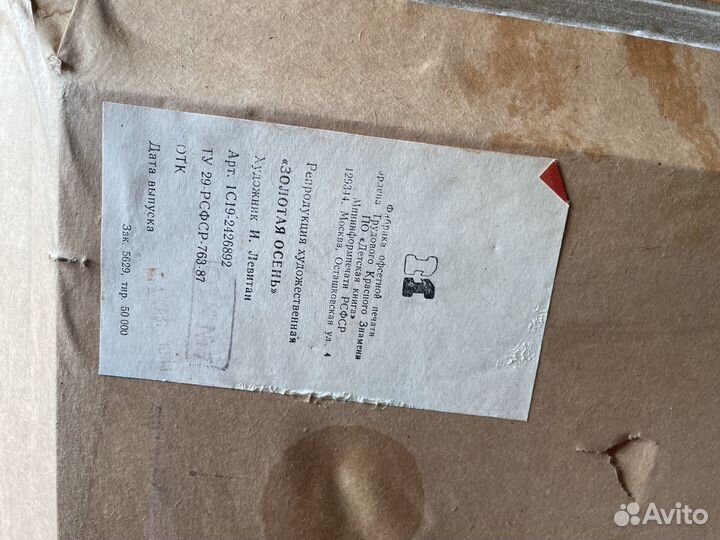 Фабрика офсетной печати
ордена Трудового Красного Знамени
ПО «Детская книга»
Мининформпечати РСФСР
129344, Москва, Осташковская ул. 4
Репродукция художественная
«ЗОЛОТАЯ ОСЕНЬ»
Художник И. Левитан
Арт. 1С19-2426892
ТУ 29-РСФСР-763-87
ОТК
Дата выпуска
Зак. 5629, тир. 50 000
Avito